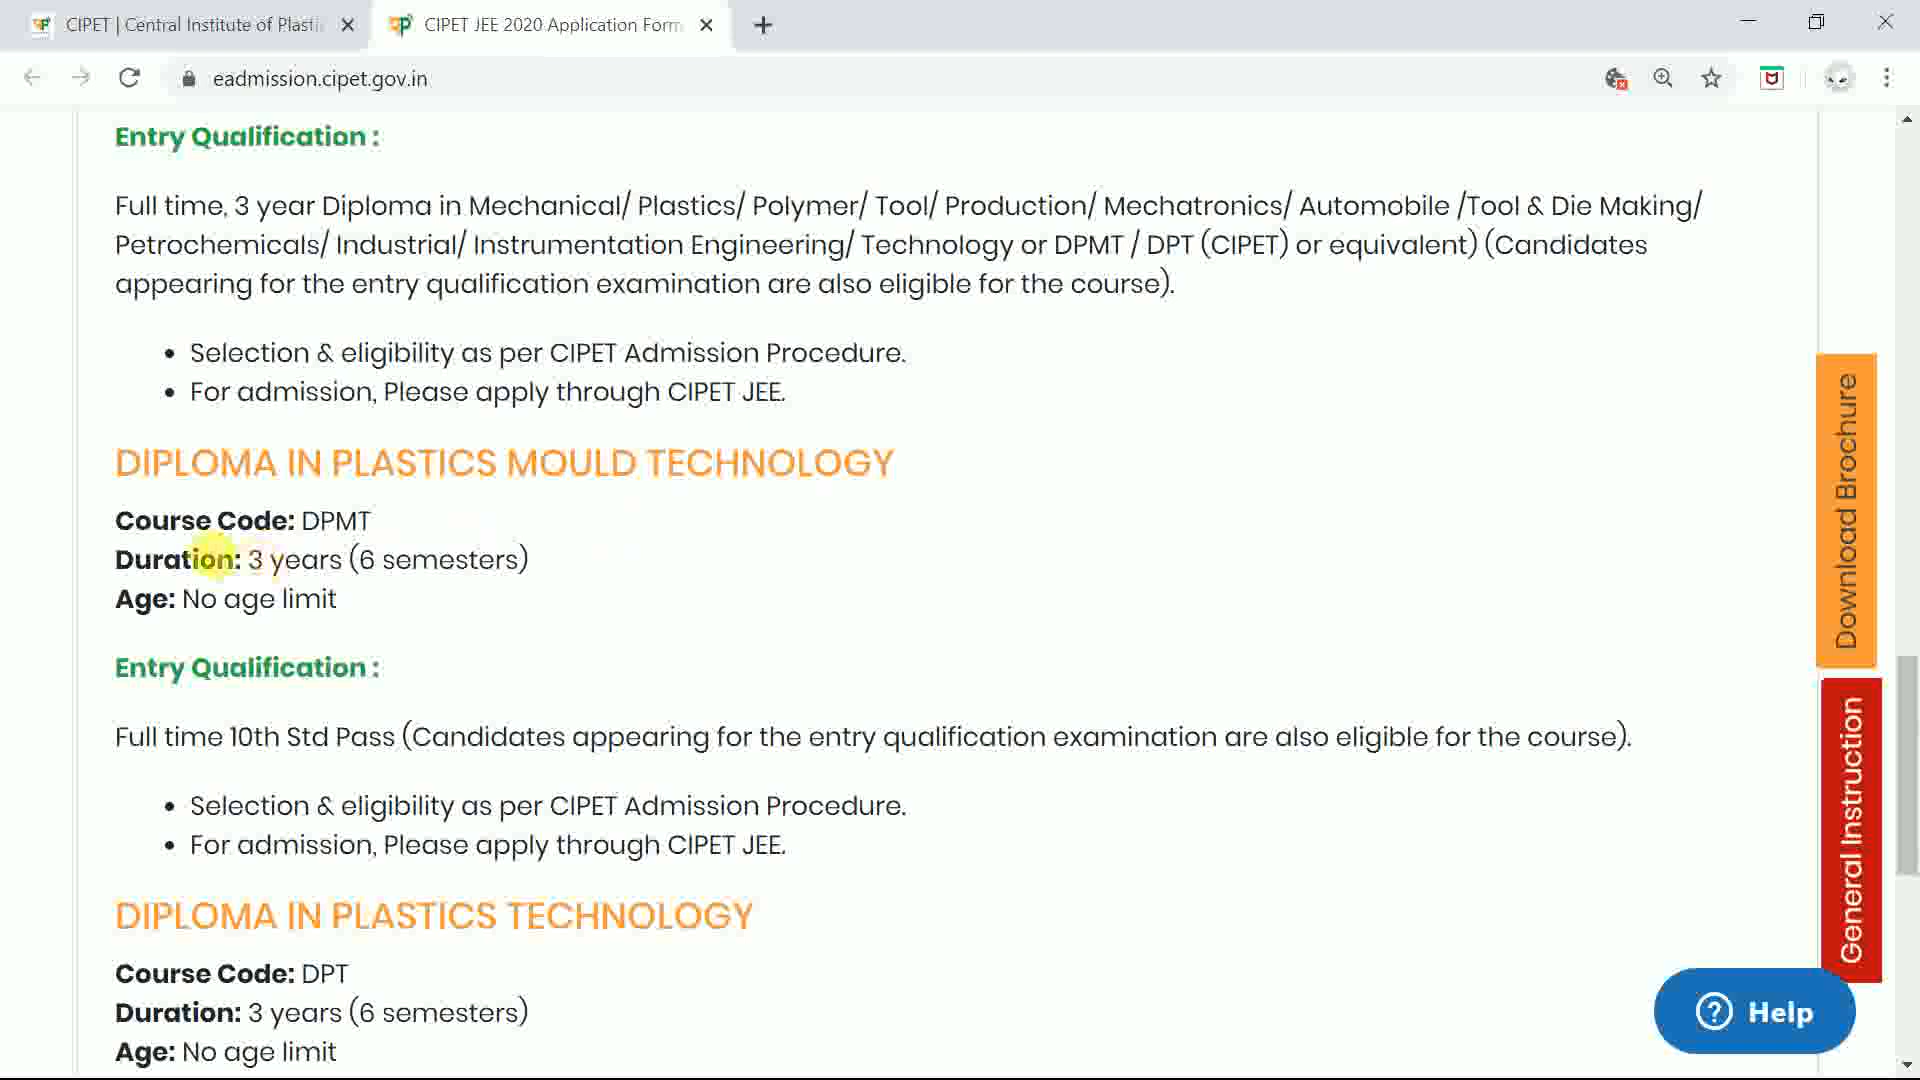 CIPET | Central Institute of Plasti
CIPET JEE 2020 Application Form
eadmission.cipet.gov.in
Entry Qualification :
Full time, 3 year Diploma in Mechanical/ Plastics/ Polymer/ Tool/ Production/ Mechatronics/ Automobile /Tool & Die Making/
Petrochemicals/ Industrial/ Instrumentation Engineering/ Technology or DPMT / DPT (CIPET) or equivalent) (Candidates
appearing for the entry qualification examination are also eligible for the course).
• Selection & eligibility as per CIPET Admission Procedure.
• For admission, Please apply through CIPET JEE.
DIPLOMA IN PLASTICS MOULD TECHNOLOGY
Course Code: DPMT
Duration: 3 years (6 semesters)
Age: No age limit
Entry Qualification :
Full time 10th Std Pass (Candidates appearing for the entry qualification examination are also eligible for the course).
• Selection & eligibility as per CIPET Admission Procedure.
• For admission, Please apply through CIPET JEE.
DIPLOMA IN PLASTICS TECHNOLOGY
Course Code: DPT
Duration: 3 years (6 semesters)
Age: No age limit
Download Brochure
General Instruction
Help